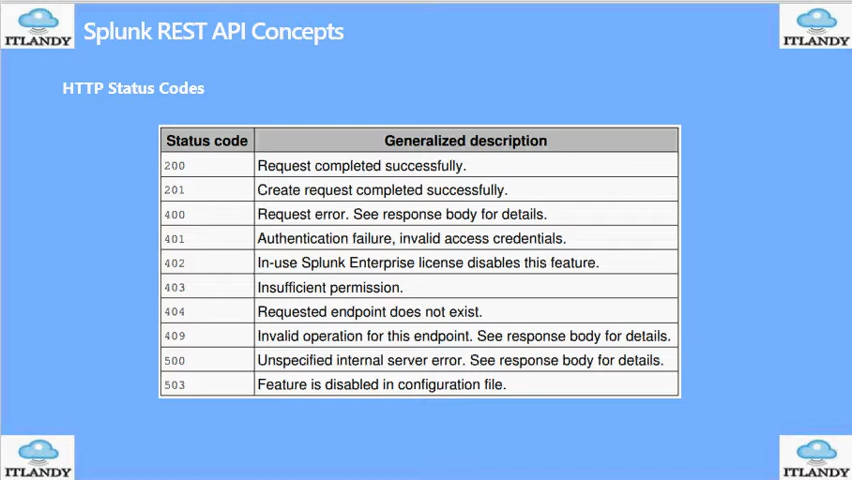 ITLANDY
Splunk REST API Concepts
ITLANDY
HTTP Status Codes
Status code Generalized description
200 Request completed successfully.
201 Create request completed successfully.
400 Request error. See response body for details.
401 Authentication failure, invalid access credentials.
402 In-use Splunk Enterprise license disables this feature.
403 Insufficient permission.
404 Requested endpoint does not exist.
409 Invalid operation for this endpoint. See response body for details.
500 Unspecified internal server error. See response body for details.
503 Feature is disabled in configuration file.
ITLANDY
ITLANDY